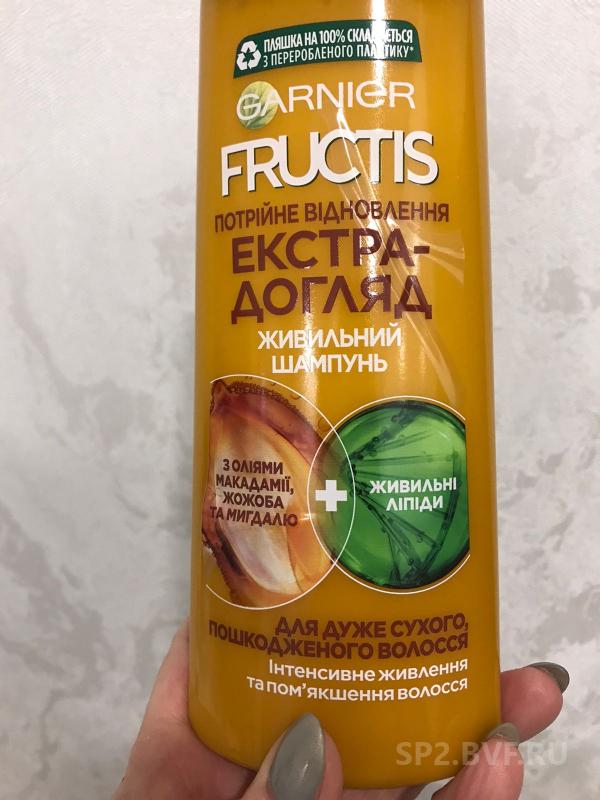 ПЛЯШКА НА 100% СКЛАДАЄТЬСЯ
З ПЕРЕРОБЛЕНОГО ПЛАСТИКУ*
GARNIER
FRUCTIS
ПОТРІЙНЕ ВІДНОВЛЕННЯ
ЕКСТРА-
ДОГЛЯД
ЖИВИЛЬНИЙ
ШАМПУНЬ
З ОЛІЯМИ
МАКАДАМІЇ,
ЖОЖОБА
ТА МИГДАЛЮ
+
ЖИВИЛЬНІ
ЛІПІДИ
ДЛЯ ДУЖЕ СУХОГО,
ПОШКОДЖЕНОГО ВОЛОССЯ
Інтенсивне живлення
та пом'якшення волосся
SP2.BVF.RU